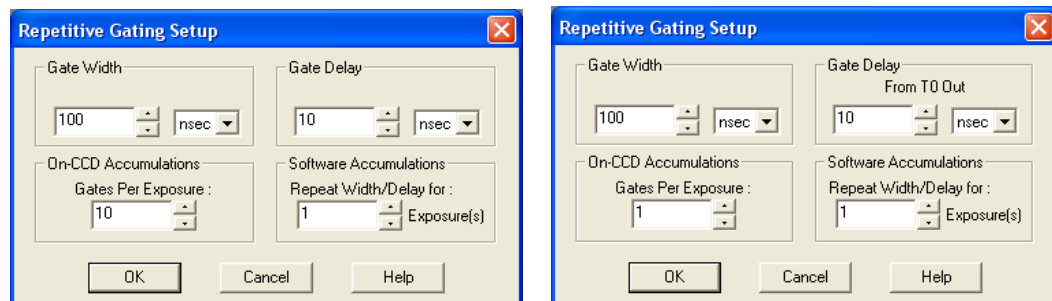 Repetitive Gating Setup
Gate Width
100
nsec
Gate Delay
10
nsec
On-CCD Accumulations
Gates Per Exposure :
10
Software Accumulations
Repeat Width/Delay for :
1
Exposure(s)
OK
Cancel
Help
Repetitive Gating Setup
Gate Width
100
nsec
Gate Delay
From T0 Out
10
nsec
On-CCD Accumulations
Gates Per Exposure :
1
Software Accumulations
Repeat Width/Delay for :
1
Exposure(s)
OK
Cancel
Help